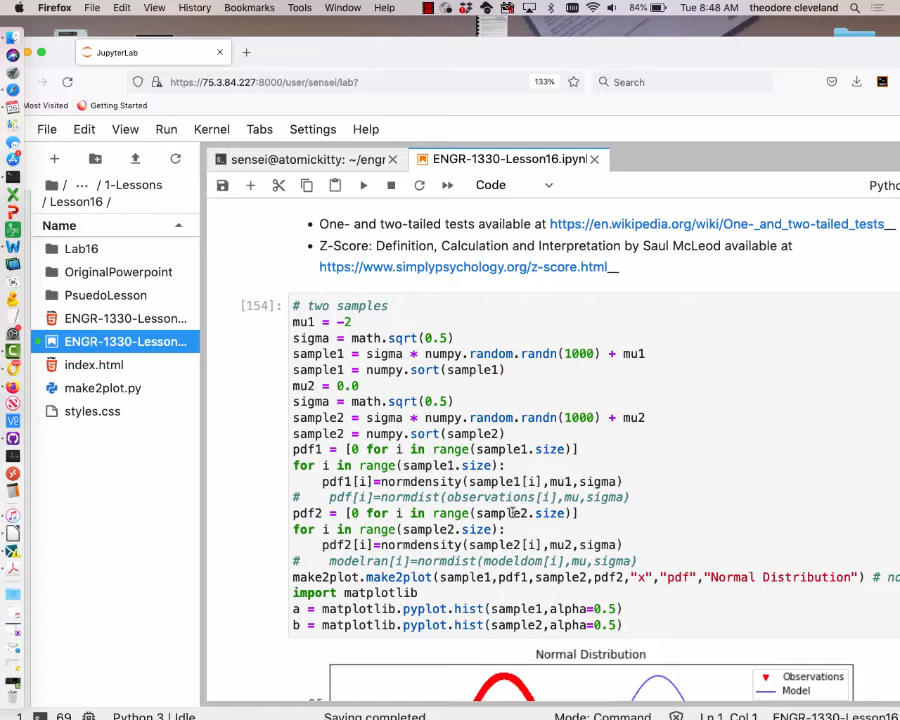 Firefox File Edit View History Bookmarks Tools Window Help 84% Tue 8:48 AM theodore cleveland
JupyterLab
https://75.3.84.227:8000/user/sensei/lab? 133% Search
Most Visited Getting Started
File Edit View Run Kernel Tabs Settings Help
sensei@atomickitty: ~/engr ENGR-1330-Lesson16.ipynl
/ ... / 1-Lessons
/ Lesson16 /
Code
Pytho
Name
Lab16
OriginalPowerpoint
PsuedoLesson
ENGR-1330-Lesson...
ENGR-1330-Lesson...
index.html
make2plot.py
styles.css
• One- and two-tailed tests available at https://en.wikipedia.org/wiki/One-_and_two-tailed_tests__
• Z-Score: Definition, Calculation and Interpretation by Saul McLeod available at
https://www.simplypsychology.org/z-score.html__
[154]:
# two samples
mu1 = -2
sigma = math.sqrt(0.5)
sample1 = sigma * numpy.random.randn(1000) + mu1
sample1 = numpy.sort(sample1)
mu2 = 0.0
sigma = math.sqrt(0.5)
sample2 = sigma * numpy.random.randn(1000) + mu2
sample2 = numpy.sort(sample2)
pdf1 = [0 for i in range(sample1.size)]
for i in range(sample1.size):
    pdf1[i]=normdensity(sample1[i],mu1,sigma)
#    pdf[i]=normdist(observations[i],mu,sigma)
pdf2 = [0 for i in range(sample2.size)]
for i in range(sample2.size):
    pdf2[i]=normdensity(sample2[i],mu2,sigma)
#    modelran[i]=normdist(modeldom[i],mu,sigma)
make2plot.make2plot(sample1,pdf1,sample2,pdf2,"x","pdf","Normal Distribution") # no
import matplotlib
a = matplotlib.pyplot.hist(sample1,alpha=0.5)
b = matplotlib.pyplot.hist(sample2,alpha=0.5)
Normal Distribution
Observations
Model
1 69 Python 3 | Idle Saving completed Mode: Command Ln 1, Col 1 ENGR-1330-Lesson16